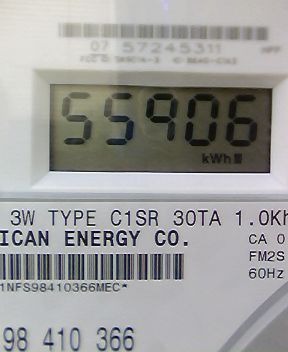 07 57245311
55906
kWh
3W TYPE C1SR 30TA 1.0Kh
ICAN ENERGY CO.
CA 0
FM2S
60Hz
1NFS98410366MEC*
98 410 366